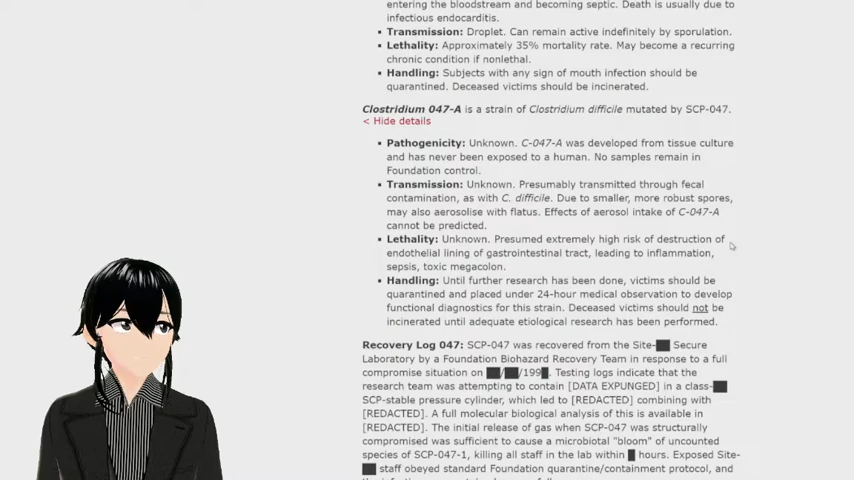 entering the bloodstream and becoming septic. Death is usually due to
infectious endocarditis.
▪ Transmission: Droplet. Can remain active indefinitely by sporulation.
▪ Lethality: Approximately 35% mortality rate. May become a recurring
chronic condition if nonlethal.
▪ Handling: Subjects with any sign of mouth infection should be
quarantined. Deceased victims should be incinerated.
Clostridium 047-A is a strain of Clostridium difficile mutated by SCP-047.
< Hide details
▪ Pathogenicity: Unknown. C-047-A was developed from tissue culture
and has never been exposed to a human. No samples remain in
Foundation control.
▪ Transmission: Unknown. Presumably transmitted through fecal
contamination, as with C. difficile. Due to smaller, more robust spores,
may also aerosolise with flatus. Effects of aerosol intake of C-047-A
cannot be predicted.
▪ Lethality: Unknown. Presumed extremely high risk of destruction of
endothelial lining of gastrointestinal tract, leading to inflammation,
sepsis, toxic megacolon.
▪ Handling: Until further research has been done, victims should be
quarantined and placed under 24-hour medical observation to develop
functional diagnostics for this strain. Deceased victims should not be
incinerated until adequate etiological research has been performed.
Recovery Log 047: SCP-047 was recovered from the Site-██ Secure
Laboratory by a Foundation Biohazard Recovery Team in response to a full
compromise situation on ██/██/199█. Testing logs indicate that the
research team was attempting to contain [DATA EXPUNGED] in a class-██
SCP-stable pressure cylinder, which led to [REDACTED] combining with
[REDACTED]. A full molecular biological analysis of this is available in
[REDACTED]. The initial release of gas when SCP-047 was structurally
compromised was sufficient to cause a microbiotal "bloom" of uncounted
species of SCP-047-1, killing all staff in the lab within █ hours. Exposed Site-
██ staff obeyed standard Foundation quarantine/containment protocol, and